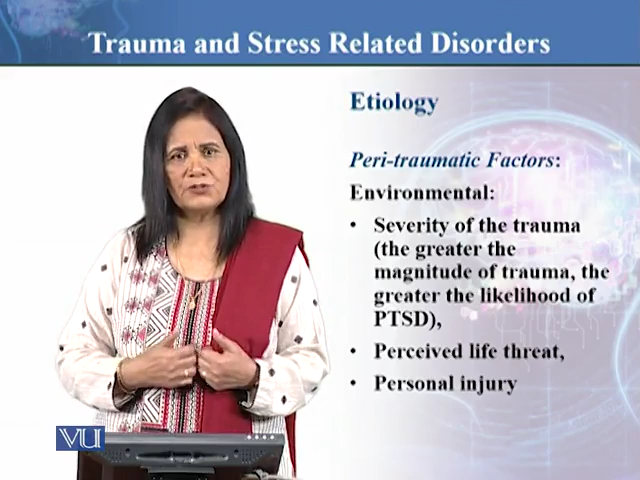 Trauma and Stress Related Disorders
Etiology
Peri-traumatic Factors:
Environmental:
• Severity of the trauma
(the greater the
magnitude of trauma, the
greater the likelihood of
PTSD),
• Perceived life threat,
• Personal injury
VU